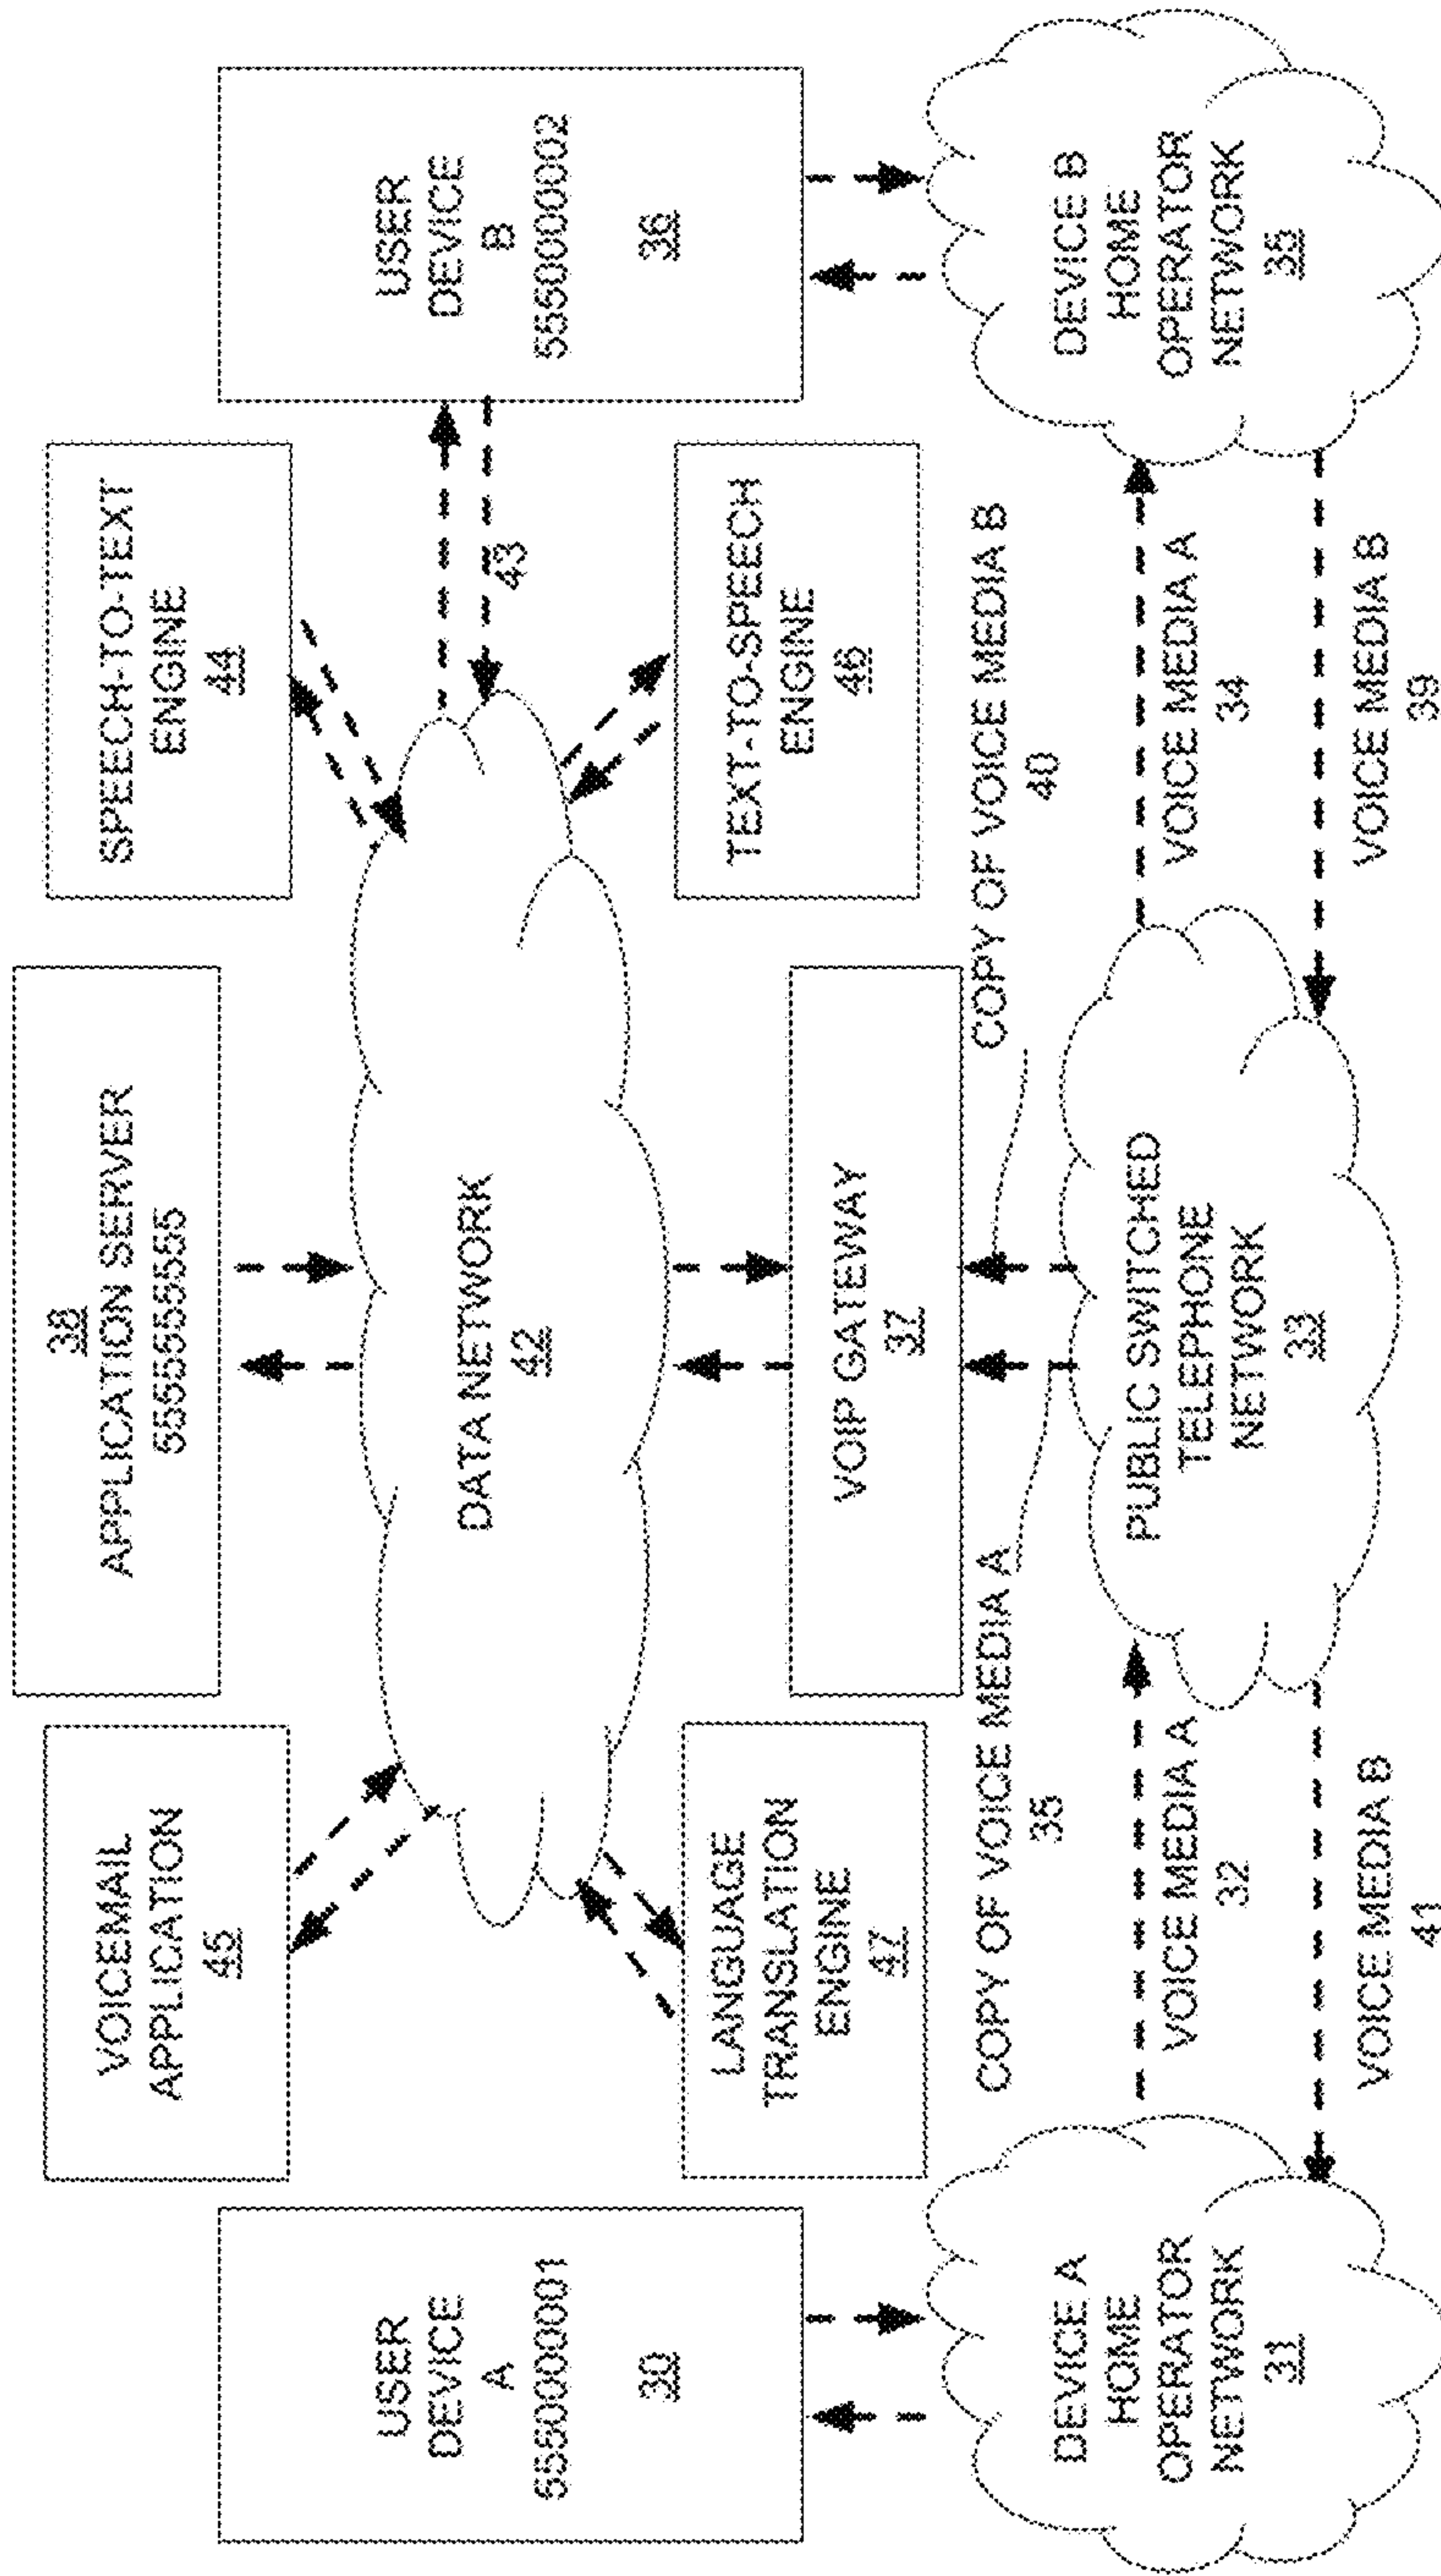 VOICEMAIL
APPLICATION
45
38
APPLICATION SERVER
5555555555
SPEECH-TO-TEXT
ENGINE
44
USER
DEVICE
A
5550000001
30
DATA NETWORK
42
43
USER
DEVICE
B
5550000002
36
LANGUAGE
TRANSLATION
ENGINE
47
VOIP GATEWAY
37
TEXT-TO-SPEECH
ENGINE
46
COPY OF VOICE MEDIA A
35
COPY OF VOICE MEDIA B
40
DEVICE A
HOME
OPERATOR
NETWORK
31
VOICE MEDIA A
32
PUBLIC SWITCHED
TELEPHONE
NETWORK
33
VOICE MEDIA A
34
DEVICE B
HOME
OPERATOR
NETWORK
35
VOICE MEDIA B
41
VOICE MEDIA B
39